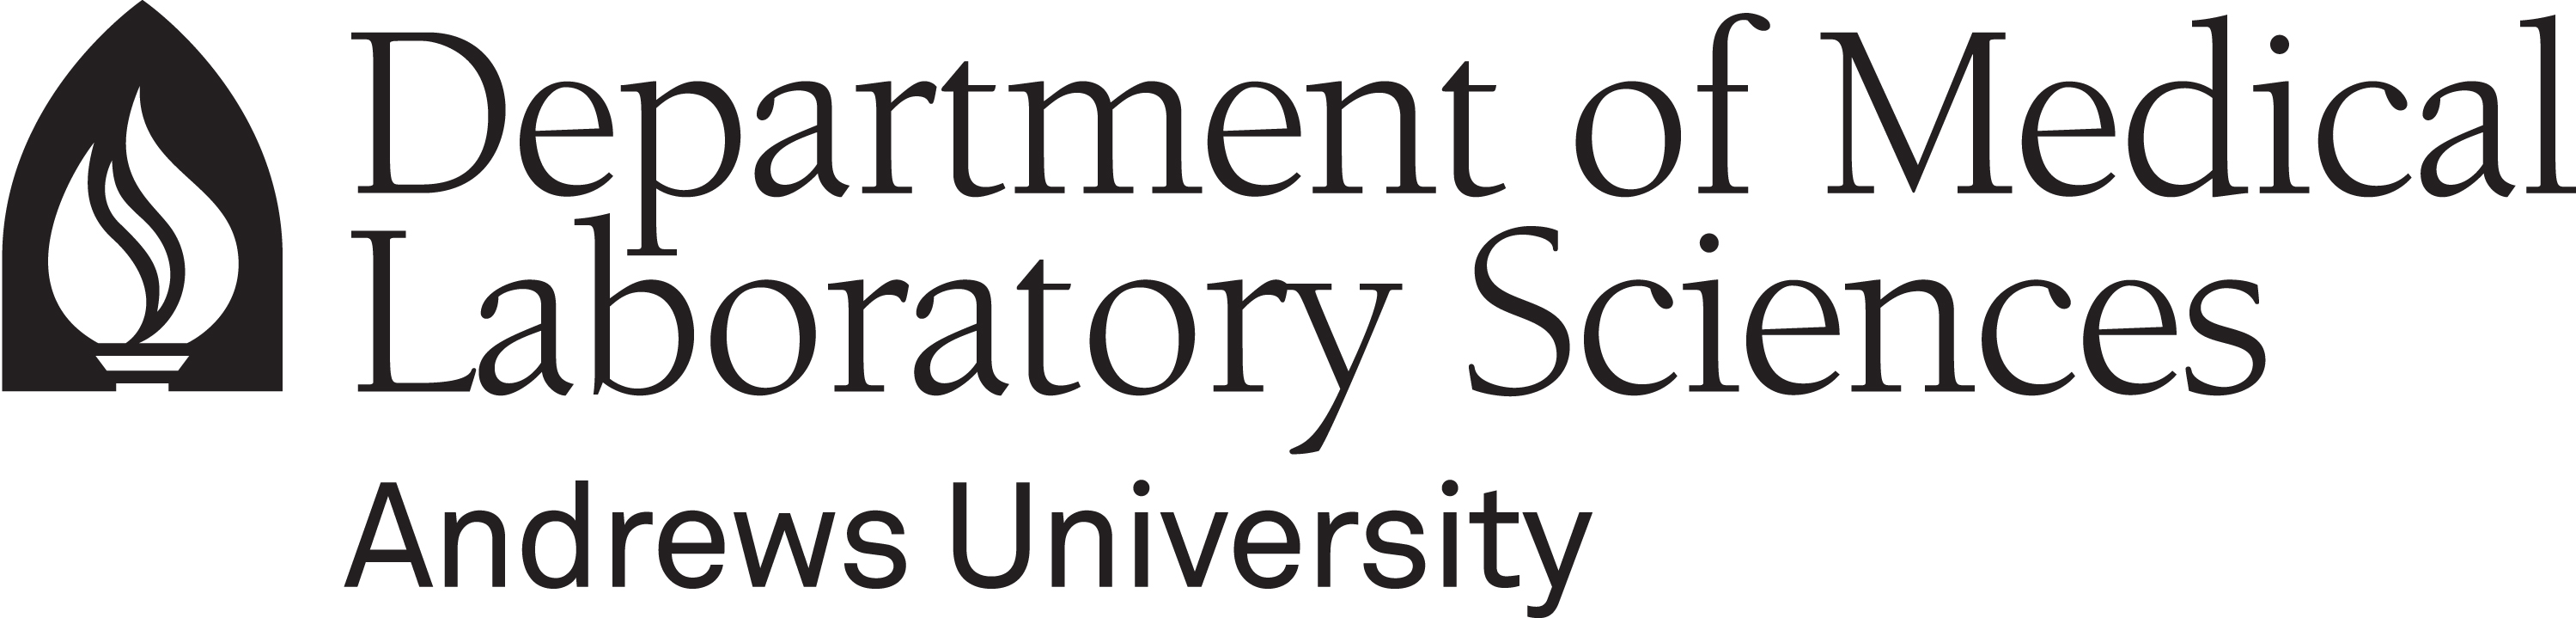 Department of Medical
Laboratory Sciences
Andrews University